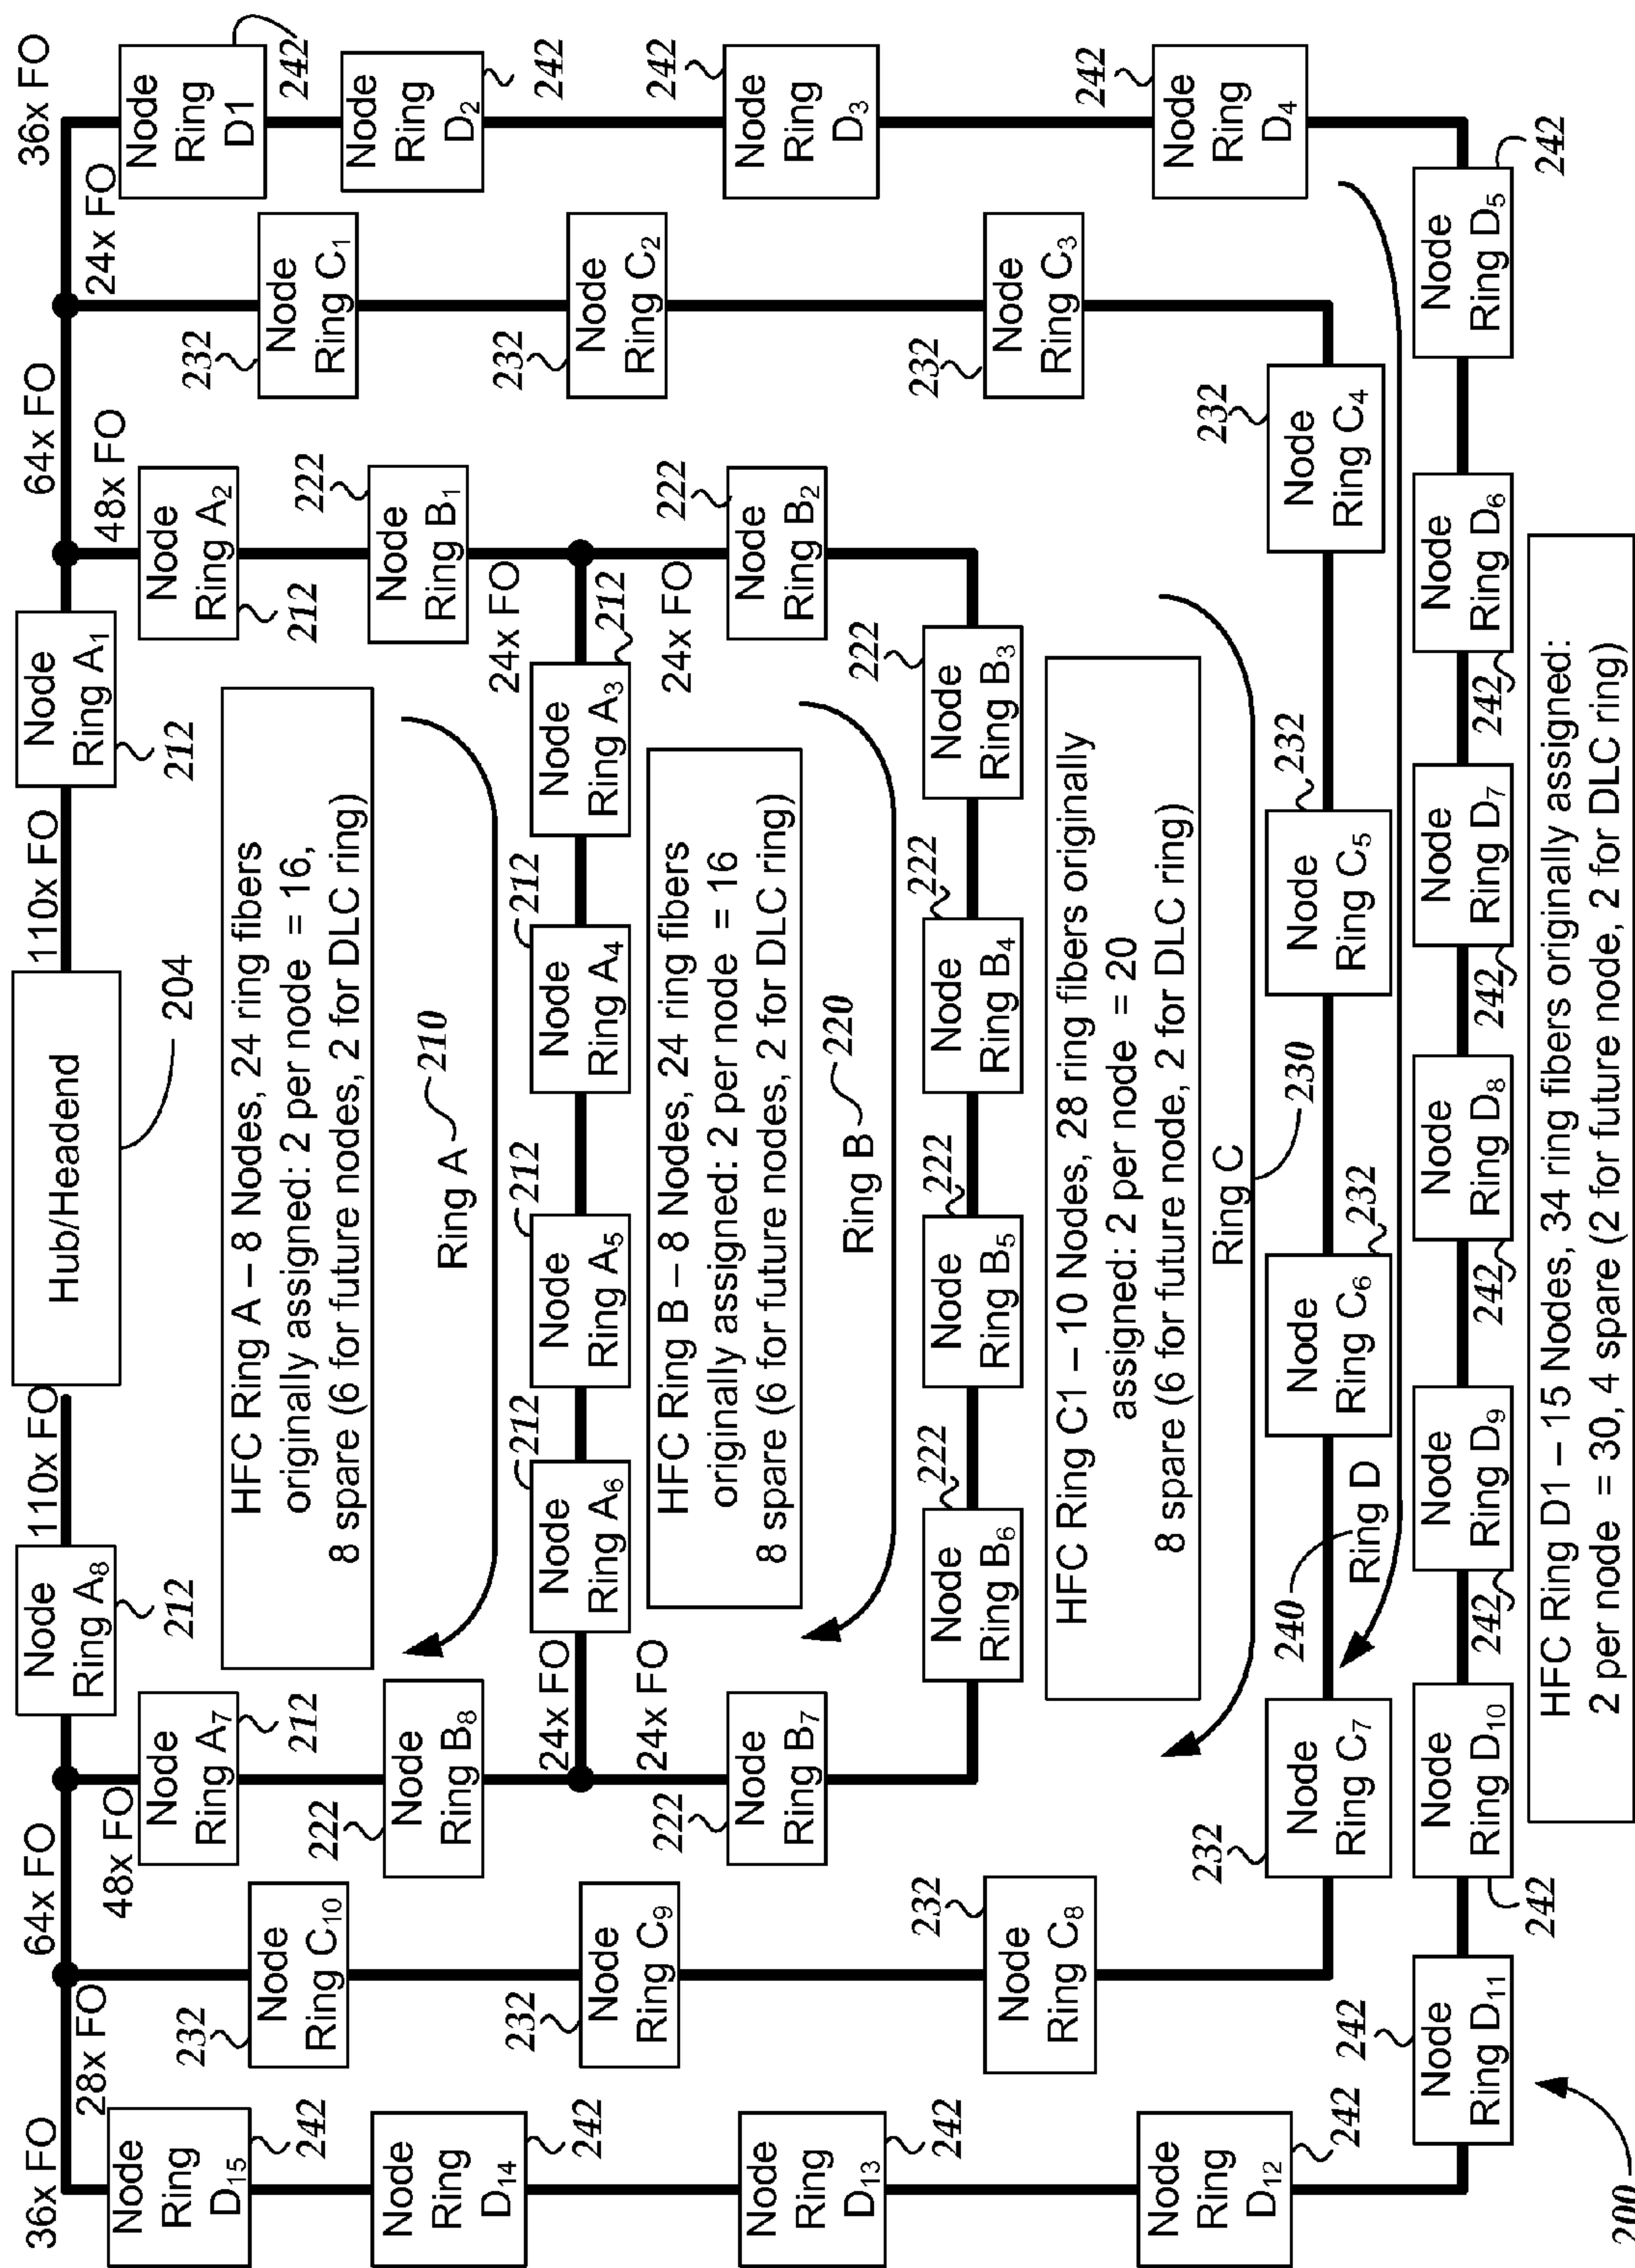 36x FO
64x FO
Node
Ring A₈
212
110x FO
Hub/Headend
204
110x FO
Node
Ring A₁
212
64x FO
36x FO
28x FO
48x FO
48x FO
24x FO
Node
Ring
D₁₅
242
Node
Ring A₇
212
Node
Ring A₂
212
Node
Ring
D1
242
232
Node
Ring C₁₀
HFC Ring A – 8 Nodes, 24 ring fibers
originally assigned: 2 per node = 16,
8 spare (6 for future nodes, 2 for DLC ring)
232
Node
Ring C₁
222
Node
Ring B₈
222
Node
Ring B₁
Node
Ring
D₁₄
242
Node
Ring
D₂
242
Ring A
210
24x FO
24x FO
232
Node
Ring C₉
212
Node
Ring A₆
212
Node
Ring A₅
212
Node
Ring A₄
212
Node
Ring A₃
232
Node
Ring C₂
24x FO
24x FO
HFC Ring B – 8 Nodes, 24 ring fibers
originally assigned: 2 per node = 16
8 spare (6 for future nodes, 2 for DLC ring)
222
Node
Ring B₇
222
Node
Ring B₂
Node
Ring
D₁₃
242
242
Node
Ring
D₃
Ring B
220
232
Node
Ring C₈
222
Node
Ring B₆
222
Node
Ring B₅
222
Node
Ring B₄
222
Node
Ring B₃
232
Node
Ring C₃
HFC Ring C1 – 10 Nodes, 28 ring fibers originally
assigned: 2 per node = 20
8 spare (6 for future node, 2 for DLC ring)
Node
Ring
D₁₂
242
242
Node
Ring
D₄
Ring C
230
232
Node
Ring C₇
Node
Ring C₆
232
232
Node
Ring C₅
232
Node
Ring C₄
240
Ring D
242
Node
Ring D₁₁
Node
Ring D₁₀
242
Node
Ring D₉
242
Node
Ring D₈
242
Node
Ring D₇
242
Node
Ring D₆
242
Node
Ring D₅
242
HFC Ring D1 – 15 Nodes, 34 ring fibers originally assigned:
2 per node = 30, 4 spare (2 for future node, 2 for DLC ring)
200